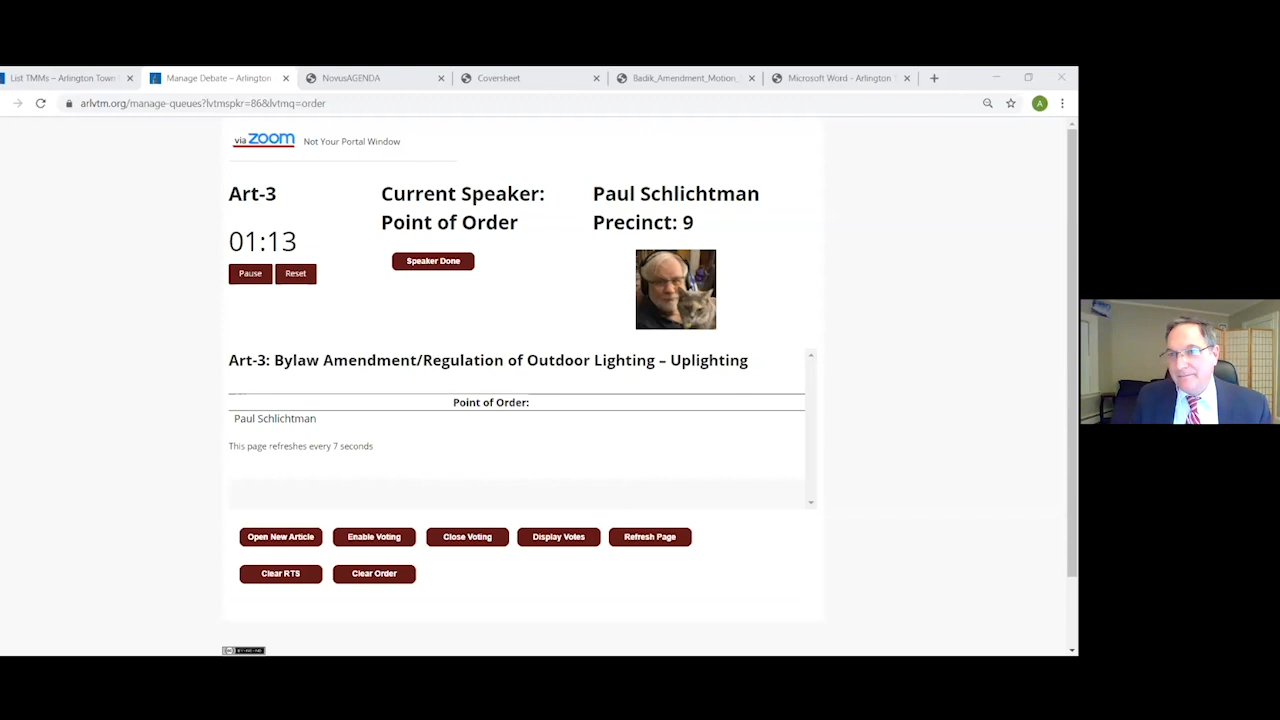 List TMMs – Arlington Town
Manage Debate – Arlington
NovusAGENDA
Coversheet
Badik_Amendment_Motion_
Microsoft Word - Arlington
arlvtm.org/manage-queues?lvtmspkr=86&lvtmq=order
A
via zoom Not Your Portal Window
Art-3
Current Speaker:
Point of Order
Paul Schlichtman
Precinct: 9
01:13
Pause Reset
Speaker Done
Art-3: Bylaw Amendment/Regulation of Outdoor Lighting – Uplighting
Point of Order:
Paul Schlichtman
This page refreshes every 7 seconds
Open New Article Enable Voting Close Voting Display Votes Refresh Page
Clear RTS Clear Order